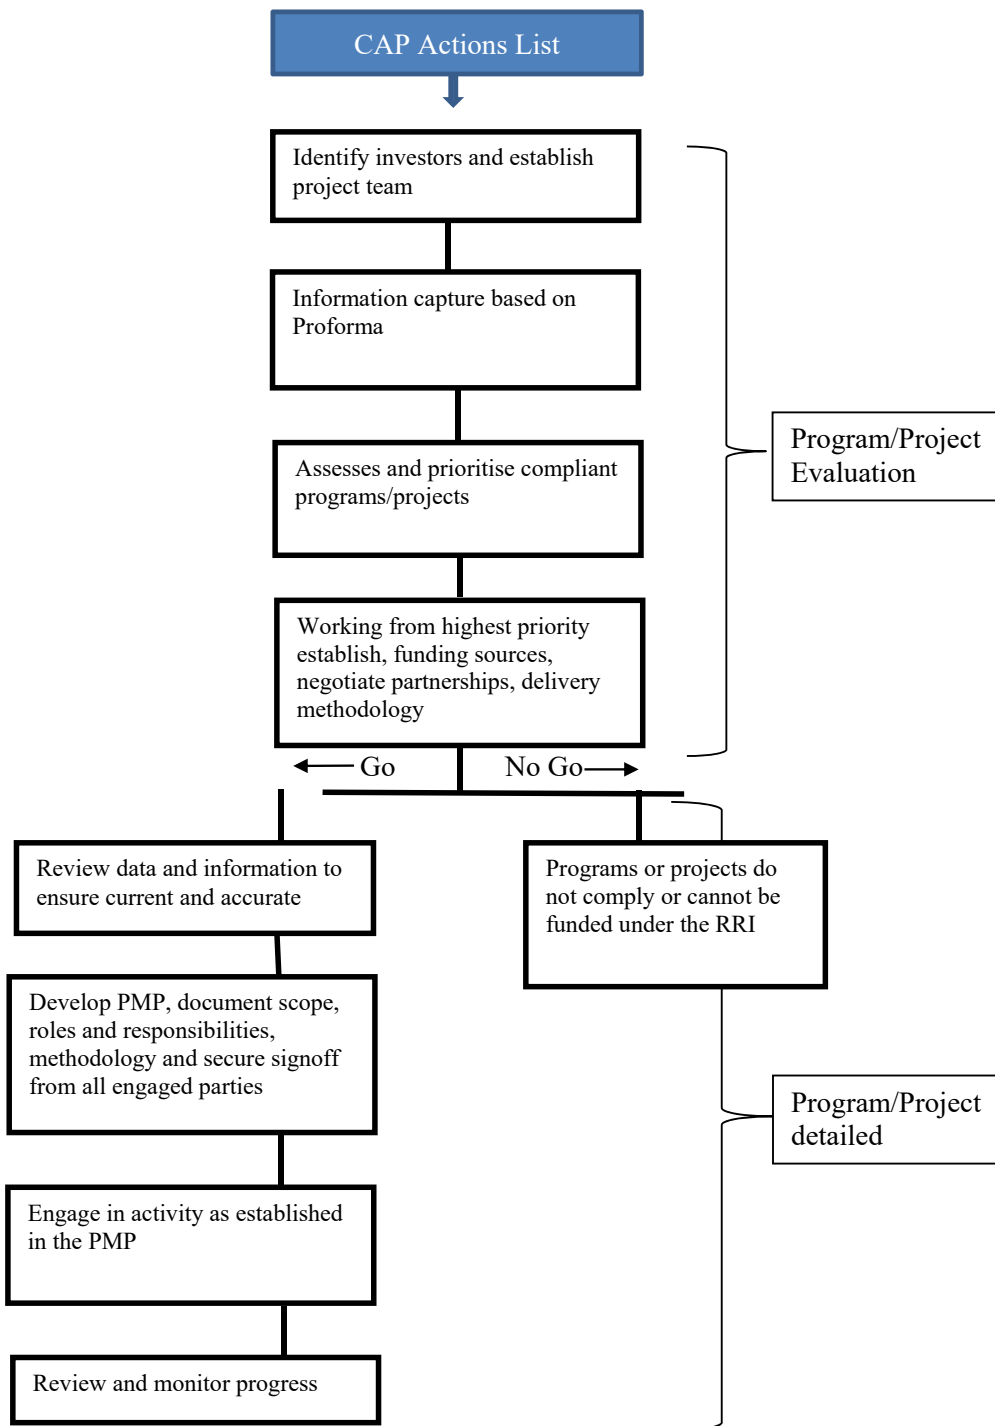 CAP Actions List
Identify investors and establish
project team
Information capture based on
Proforma
Assesses and prioritise compliant
programs/projects
Program/Project
Evaluation
Working from highest priority
establish, funding sources,
negotiate partnerships, delivery
methodology
Go
No Go
Review data and information to
ensure current and accurate
Programs or projects do
not comply or cannot be
funded under the RRI
Develop PMP, document scope,
roles and responsibilities,
methodology and secure signoff
from all engaged parties
Program/Project
detailed
Engage in activity as established
in the PMP
Review and monitor progress